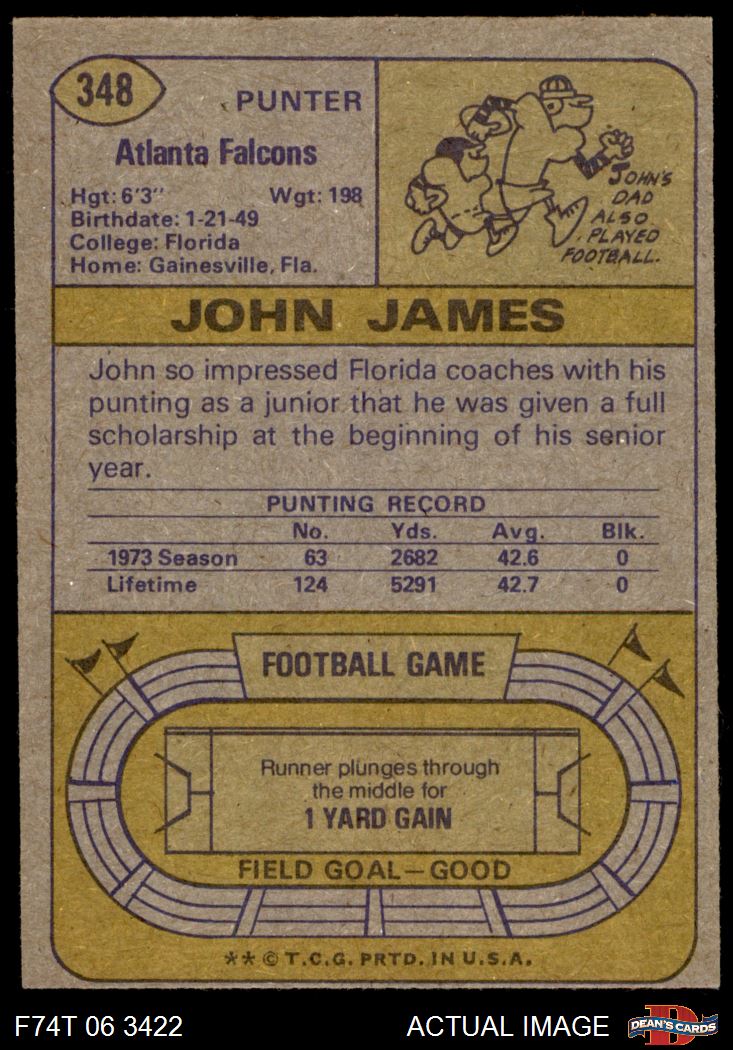 348
PUNTER
Atlanta Falcons
Hgt: 6'3" Wgt: 198
Birthdate: 1-21-49
College: Florida
Home: Gainesville, Fla.
JOHN'S
DAD
ALSO
PLAYED
FOOTBALL.
JOHN JAMES
John so impressed Florida coaches with his
punting as a junior that he was given a full
scholarship at the beginning of his senior
year.
PUNTING RECORD
No. Yds. Avg. Blk.
1973 Season 63 2682 42.6 0
Lifetime 124 5291 42.7 0
FOOTBALL GAME
Runner plunges through
the middle for
1 YARD GAIN
FIELD GOAL—GOOD
** © T.C.G. PRTD. IN U.S.A.
F74T 06 3422 ACTUAL IMAGE D DEAN'S CARDS